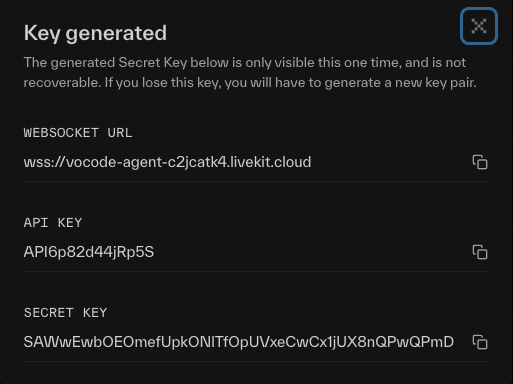 Key generated
The generated Secret Key below is only visible this one time, and is not
recoverable. If you lose this key, you will have to generate a new key pair.
WEBSOCKET URL
wss://vocode-agent-c2jcatk4.livekit.cloud
API KEY
API6p82d44jRp5S
SECRET KEY
SAWwEwbOEOmefUpkONlTfOpUVxeCwCx1jUX8nQPwQPmD